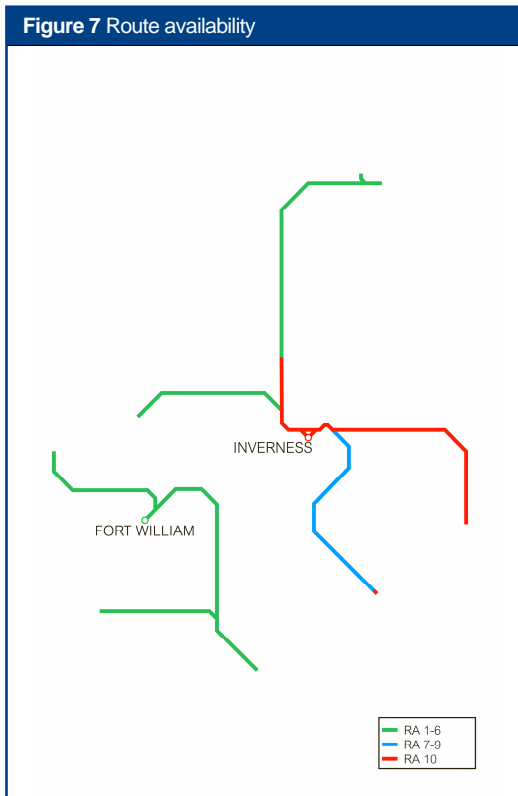 Figure 7 Route availability
INVERNESS
FORT WILLIAM
RA 1-6
RA 7-9
RA 10